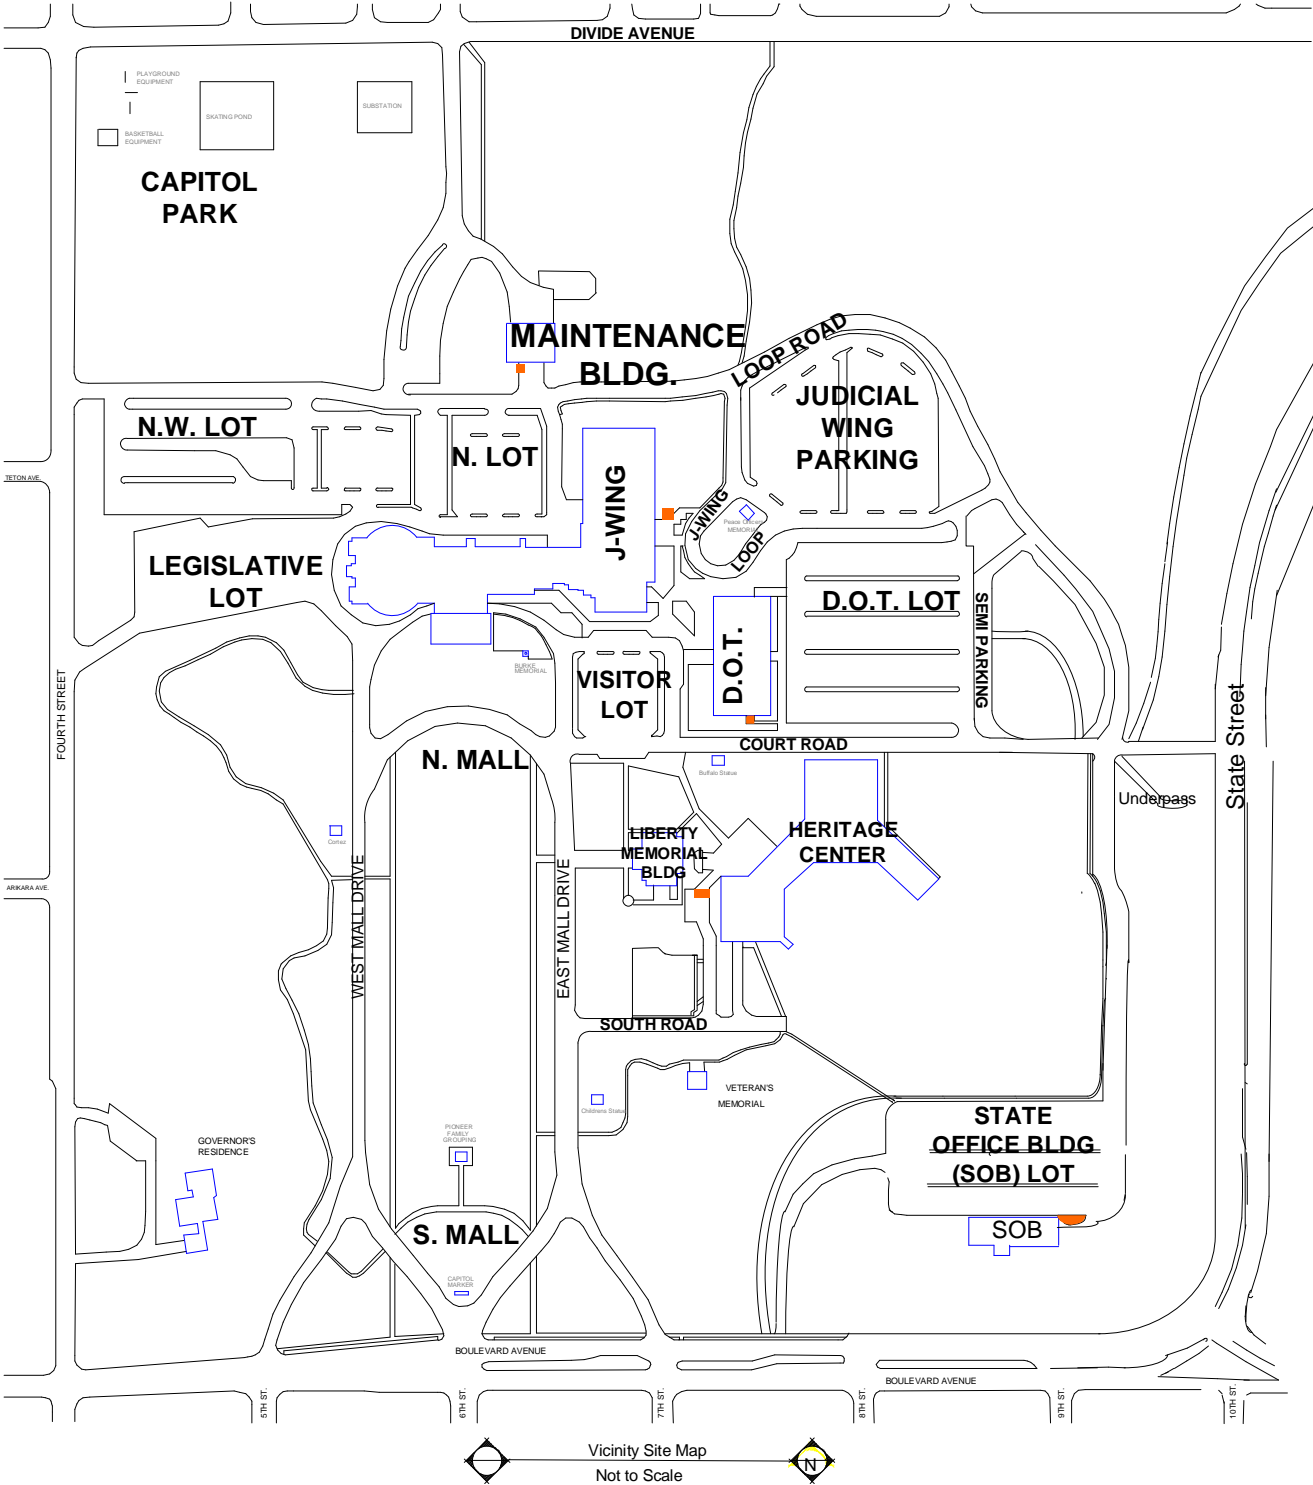 DIVIDE AVENUE
PLAYGROUND
EQUIPMENT
SKATING POND
SUBSTATION
BASKETBALL
EQUIPMENT
CAPITOL
PARK
MAINTENANCE
BLDG.
LOOP ROAD
JUDICIAL
WING
PARKING
N.W. LOT
N. LOT
TETON AVE.
J-WING
J-WING
LOOP
MEMORIAL
LEGISLATIVE
LOT
D.O.T. LOT
SEMI PARKING
D.O.T.
BURKE
MEMORIAL
VISITOR
LOT
FOURTH STREET
State Street
COURT ROAD
N. MALL
Buffalo Statue
Underpass
Cortez
LIBERTY
MEMORIAL
BLDG
HERITAGE
CENTER
ARIKARA AVE.
WEST MALL DRIVE
EAST MALL DRIVE
SOUTH ROAD
VETERAN'S
MEMORIAL
Childrens Statue
PIONEER
FAMILY
GROUPING
GOVERNOR'S
RESIDENCE
STATE
OFFICE BLDG
(SOB) LOT
SOB
S. MALL
CAPITOL
MARKER
BOULEVARD AVENUE
BOULEVARD AVENUE
5TH ST.
6TH ST.
7TH ST.
8TH ST.
9TH ST.
10TH ST.
Vicinity Site Map
Not to Scale
N